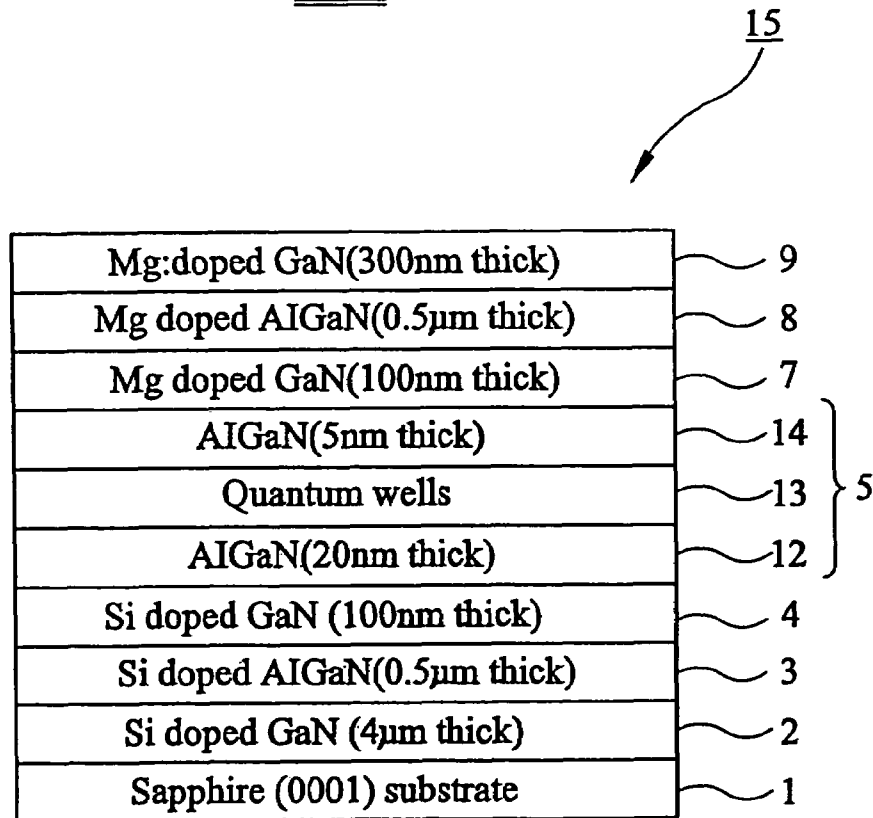 15
Mg:doped GaN(300nm thick) 9
Mg doped AlGaN(0.5μm thick) 8
Mg doped GaN(100nm thick) 7
AlGaN(5nm thick) 14
Quantum wells 13 5
AlGaN(20nm thick) 12
Si doped GaN (100nm thick) 4
Si doped AlGaN(0.5μm thick) 3
Si doped GaN (4μm thick) 2
Sapphire (0001) substrate 1